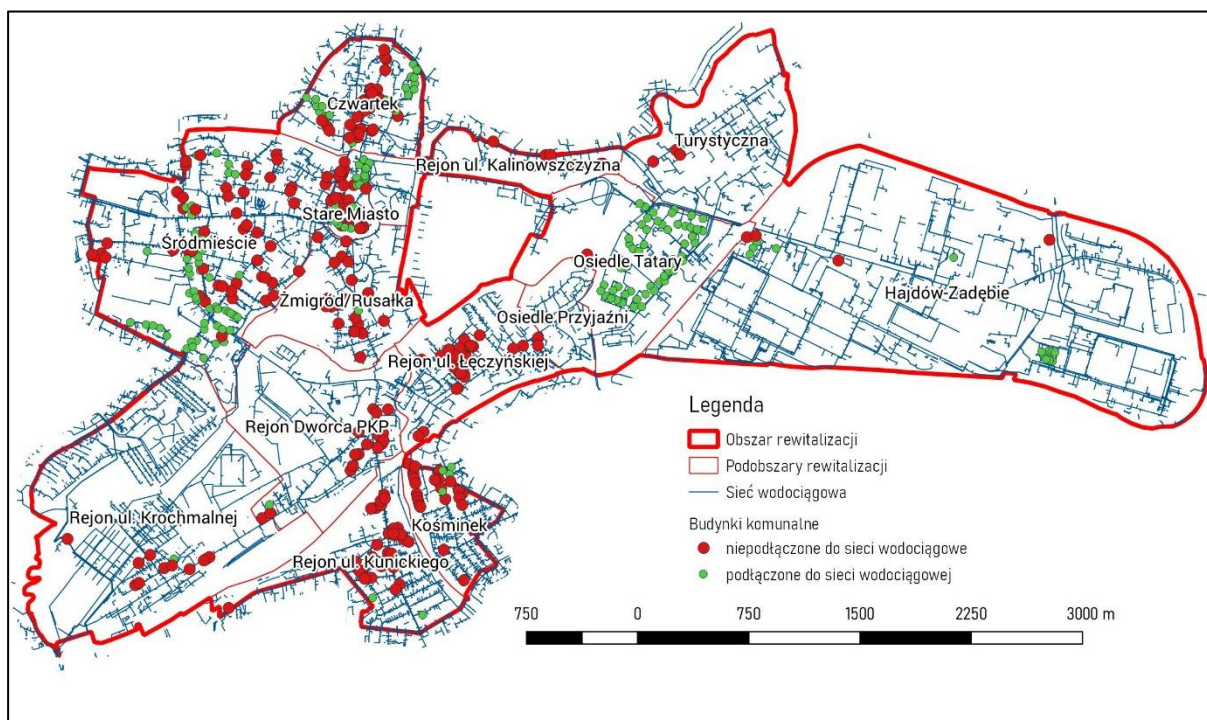 Czwartek
Turystyczna
Rejon ul. Kalinowszczyzna
Stare Miasto
Śródmieście
Osiedle Tatary
Hajdów-Zadębie
Żmigród/Rusałka
Osiedle Przyjaźni
Rejon ul. Łęczyńskiej
Rejon Dworca PKP
Rejon ul. Krochmalnej
Kośminek
Rejon ul. Kunickiego
Legenda
Obszar rewitalizacji
Podobszary rewitalizacji
Sieć wodociągowa
Budynki komunalne
niepodłączone do sieci wodociągowe
podłączone do sieci wodociągowej
750 0 750 1500 2250 3000 m